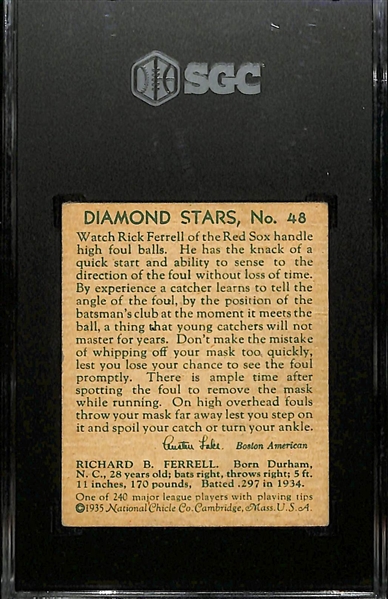 SGC
DIAMOND STARS, No. 48
Watch Rick Ferrell of the Red Sox handle
high foul balls. He has the knack of a
quick start and ability to sense to the
direction of the foul without loss of time.
By experience a catcher learns to tell the
angle of the foul, by the position of the
batsman's club at the moment it meets the
ball, a thing that young catchers will not
master for years. Don't make the mistake
of whipping off your mask too quickly,
lest you lose your chance to see the foul
promptly. There is ample time after
spotting the foul to remove the mask
while running. On high overhead fouls
throw your mask far away lest you step on
it and spoil your catch or turn your ankle.
Austen Lake Boston American
RICHARD B. FERRELL. Born Durham,
N. C., 28 years old; bats right, throws right; 5 ft.
11 inches, 170 pounds, Batted .297 in 1934.
One of 240 major league players with playing tips
©1935 National Chicle Co. Cambridge, Mass. U. S. A.